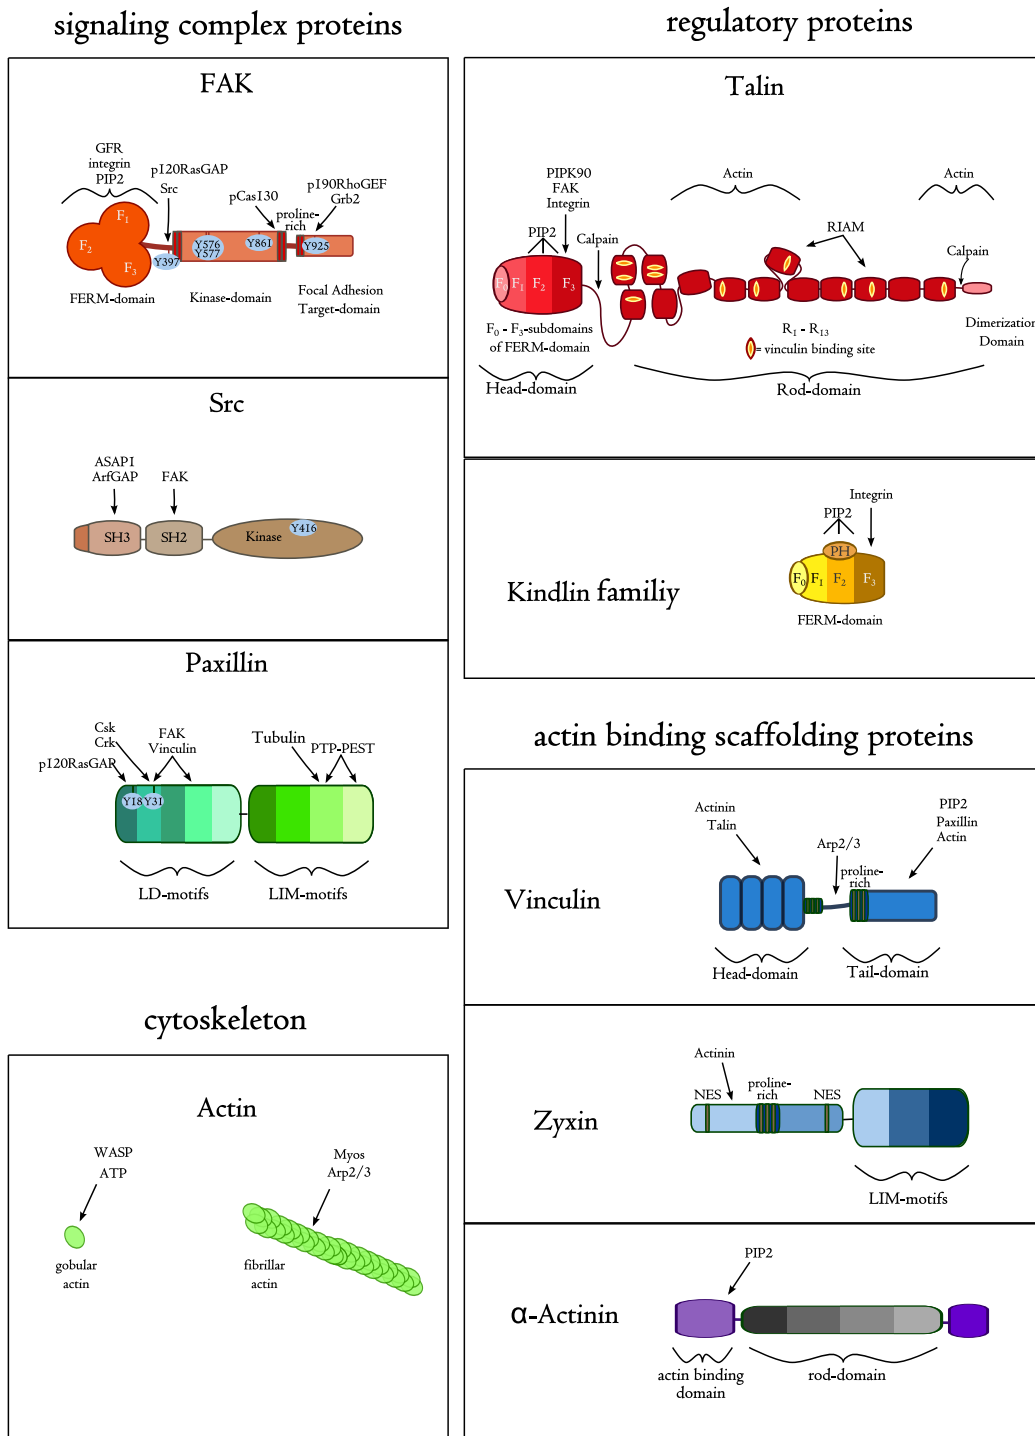 signaling complex proteins
FAK
GFR
integrin
PIP2
p120RasGAP
Src
pCas130
proline-
rich
p190RhoGEF
Grb2
F1
F2
F3
Y397
Y576
Y577
Y861
Y925
FERM-domain
Kinase-domain
Focal Adhesion
Target-domain
Src
ASAP1
ArfGAP
FAK
SH3
SH2
Kinase
Y416
Paxillin
Csk
Crk
p120RasGAP
FAK
Vinculin
Tubulin
PTP-PEST
Y18
Y31
LD-motifs
LIM-motifs
cytoskeleton
Actin
WASP
ATP
Myos
Arp2/3
gobular
actin
fibrillar
actin
regulatory proteins
Talin
PIPK90
FAK
Integrin
PIP2
Calpain
Actin
Actin
RIAM
Calpain
F0
F1
F2
F3
F0 - F3-subdomains
of FERM-domain
R1 - R13
= vinculin binding site
Dimerization
Domain
Head-domain
Rod-domain
Kindlin familiy
Integrin
PIP2
PH
F0
F1
F2
F3
FERM-domain
actin binding scaffolding proteins
Vinculin
Actinin
Talin
Arp2/3
proline-
rich
PIP2
Paxillin
Actin
Head-domain
Tail-domain
Zyxin
Actinin
NES
proline-
rich
NES
LIM-motifs
α-Actinin
PIP2
actin binding
domain
rod-domain